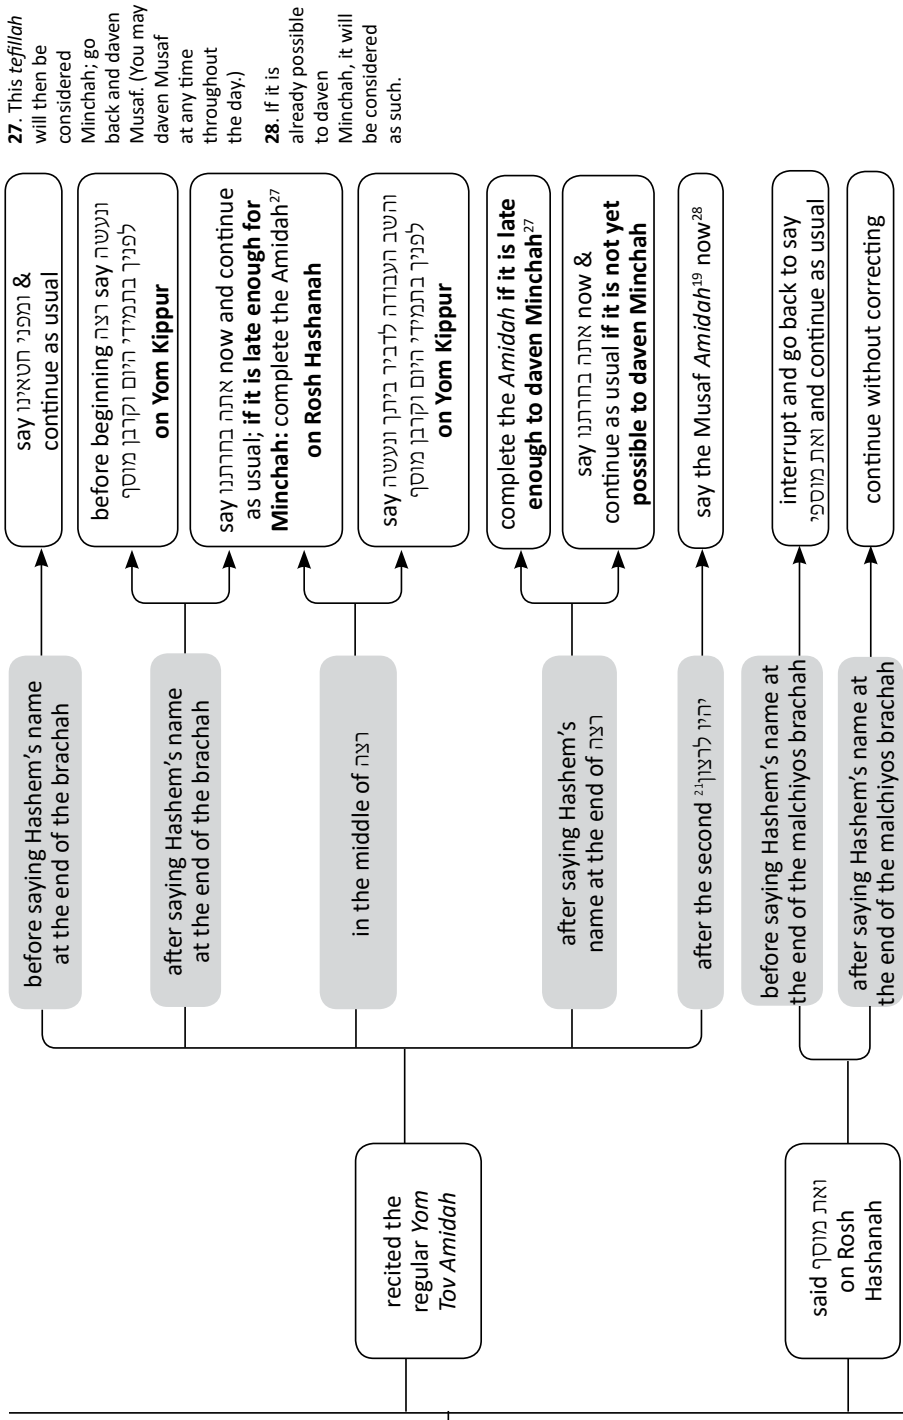 recited the
regular Yom
Tov Amidah
before saying Hashem's name
at the end of the brachah
say ומפני חטאינו &
continue as usual
after saying Hashem's name
at the end of the brachah
before beginning רצה say ונעשה
לפניך בתמידי היום וקרבן מוסף
on Yom Kippur
say אתה בחרתנו now and continue
as usual; if it is late enough for
Minchah: complete the Amidah27
on Rosh Hashanah
in the middle of רצה
say והשב העבודה לדביר ביתך ונעשה
לפניך בתמידי היום וקרבן מוסף
on Yom Kippur
after saying Hashem's
name at the end of רצה
complete the Amidah if it is late
enough to daven Minchah27
say אתה בחרתנו now &
continue as usual if it is not yet
possible to daven Minchah
after the second יהיו לרצון21
say the Musaf Amidah19 now28
said ואת מוסף
on Rosh
Hashanah
before saying Hashem's name at
the end of the malchiyos brachah
interrupt and go back to say
ואת מוספי and continue as usual
after saying Hashem's name at
the end of the malchiyos brachah
continue without correcting
27. This tefillah
will then be
considered
Minchah; go
back and daven
Musaf. (You may
daven Musaf
at any time
throughout
the day.)
28. If it is
already possible
to daven
Minchah, it will
be considered
as such.